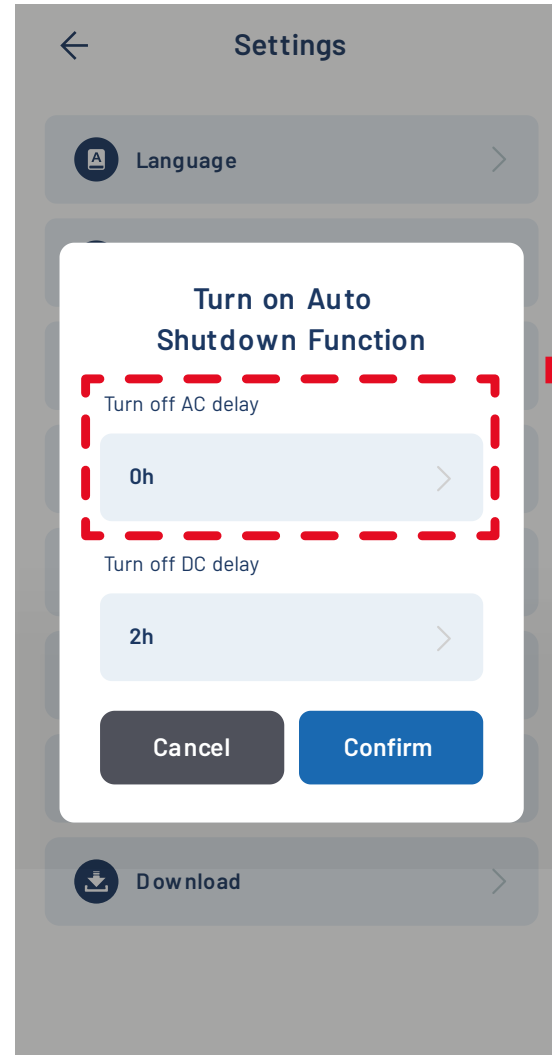 Settings
Language
Turn on Auto
Shutdown Function
Turn off AC delay
0h
Turn off DC delay
2h
Cancel
Confirm
Download